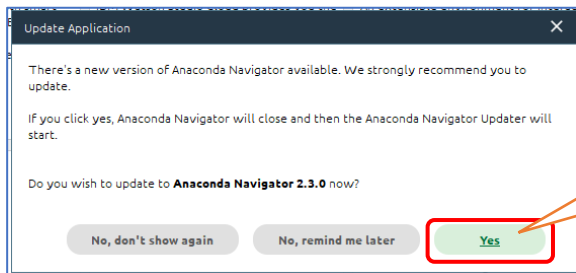 Update Application
There's a new version of Anaconda Navigator available. We strongly recommend you to
update.
If you click yes, Anaconda Navigator will close and then the Anaconda Navigator Updater will
start.
Do you wish to update to Anaconda Navigator 2.3.0 now?
No, don't show again
No, remind me later
Yes